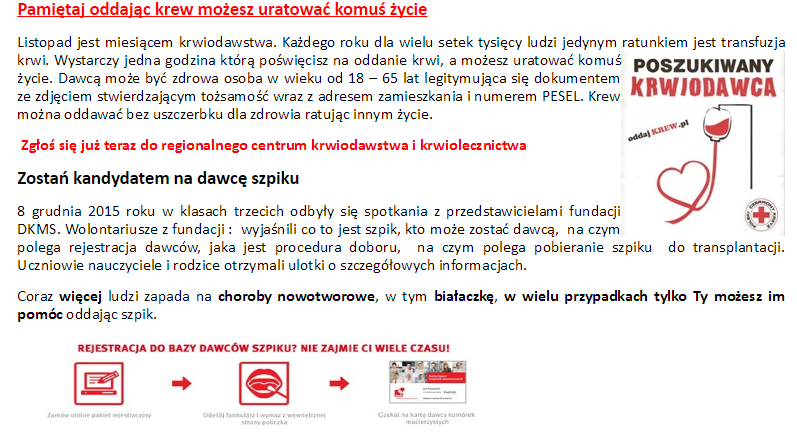 Pamiętaj oddając krew możesz uratować komuś życie
Listopad jest miesiącem krwiodawstwa. Każdego roku dla wielu setek tysięcy ludzi jedynym ratunkiem jest transfuzja
krwi. Wystarczy jedna godzina którą poświęcisz na oddanie krwi, a możesz uratować komuś
życie. Dawcą może być zdrowa osoba w wieku od 18 – 65 lat legitymująca się dokumentem
ze zdjęciem stwierdzającym tożsamość wraz z adresem zamieszkania i numerem PESEL. Krew
można oddawać bez uszczerbku dla zdrowia ratując innym życie.
POSZUKIWANY
KRWIODAWCA
oddajKREW.pl
POLSKI CZERWONY KRZYŻ
Zgłoś się już teraz do regionalnego centrum krwiodawstwa i krwiolecznictwa
Zostań kandydatem na dawcę szpiku
8 grudnia 2015 roku w klasach trzecich odbyły się spotkania z przedstawicielami fundacji
DKMS. Wolontariusze z fundacji : wyjaśnili co to jest szpik, kto może zostać dawcą, na czym
polega rejestracja dawców, jaka jest procedura doboru, na czym polega pobieranie szpiku do transplantacji.
Uczniowie nauczyciele i rodzice otrzymali ulotki o szczegółowych informacjach.
Coraz więcej ludzi zapada na choroby nowotworowe, w tym białaczkę, w wielu przypadkach tylko Ty możesz im
pomóc oddając szpik.
REJESTRACJA DO BAZY DAWCÓW SZPIKU? NIE ZAJMIE CI WIELE CZASU!
Zamów online pakiet rejestracyjny
Odeślij formularz i wymaz z wewnętrznej
strony policzka
Czekaj na kartę dawcy komórek
macierzystych